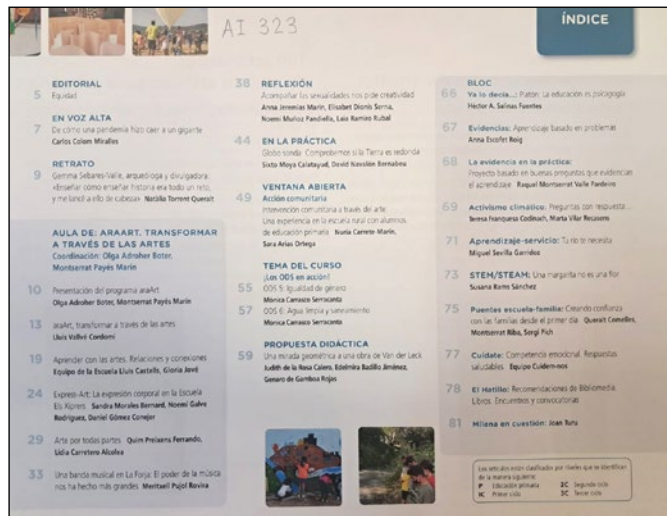 AI 323
ÍNDICE
EDITORIAL
5 Equidad
EN VOZ ALTA
7 De cómo una pandemia hizo caer a un gigante
Carlos Colom Miralles
RETRATO
9 Gemma Sebares-Valle, arqueóloga y divulgadora:
«Enseñar cómo enseñar historia era todo un reto,
y me lancé a ello de cabeza» Natàlia Torrent Queralt
AULA DE: ARAART. TRANSFORMAR
A TRAVÉS DE LAS ARTES
Coordinación: Olga Adroher Boter,
Montserrat Payés Marín
10 Presentación del programa araArt
Olga Adroher Boter, Montserrat Payés Marín
13 araArt, transformar a través de las artes
Lluís Vallvé Cordomí
19 Aprender con las artes. Relaciones y conexiones
Equipo de la Escuela Lluís Castells, Glòria Jové
24 Express-Art: La expresión corporal en la Escuela
Els Xiprers Sandra Morales Bernard, Noemí Galve
Rodríguez, Daniel Gómez Conejer
29 Arte por todas partes Quim Preixens Ferrando,
Lídia Carretero Alcolea
33 Una banda musical en La Forja: El poder de la música
nos ha hecho más grandes Meritxell Pujol Rovira
38 REFLEXIÓN
Acompañar las sexualidades nos pide creatividad
Anna Jeremías Marín, Elisabet Dionís Serna,
Noemí Muñoz Pandiella, Laia Ramiro Rubal
44 EN LA PRÁCTICA
Globo sonda: Comprobemos si la Tierra es redonda
Sixto Moya Calatayud, David Navalón Bernabeu
VENTANA ABIERTA
49 Acción comunitaria
Intervención comunitaria a través del arte:
Una experiencia en la escuela rural con alumnos
de educación primaria Nuria Carrete Marín,
Sara Arias Ortega
TEMA DEL CURSO
¡Los ODS en acción!
55 ODS 5: Igualdad de género
Mònica Carrasco Serracanta
57 ODS 6: Agua limpia y saneamiento
Mònica Carrasco Serracanta
PROPUESTA DIDÁCTICA
59 Una mirada geométrica a una obra de Van der Leck
Judith de la Rosa Calero, Edelmira Badillo Jiménez,
Genaro de Gamboa Rojas
BLOC
66 Ya lo decía...: Platón: La educación es psicagogía
Héctor A. Salinas Fuentes
67 Evidencias: Aprendizaje basado en problemas
Anna Escofet Roig
68 La evidencia en la práctica:
Proyecto basado en buenas preguntas que evidencian
el aprendizaje Raquel Montserrat Valle Pardeiro
69 Activismo climático: Preguntas con respuesta...
Teresa Franquesa Codinach, Marta Vilar Recasens
71 Aprendizaje-servicio: Tu río te necesita
Miguel Sevilla Garridoz
73 STEM/STEAM: Una margarita no es una flor
Susana Rams Sánchez
75 Puentes escuela-familia: Creando confianza
con las familias desde el primer día Queralt Comelles,
Montserrat Riba, Sergi Pich
77 Cuídate: Competencia emocional. Respuestas
saludables Equipo Cuidem-nos
78 El Hatillo: Recomendaciones de Bibliomedia:
Libros. Encuentros y convocatorias
81 Milena en cuestión: Joan Turu
Los artículos están clasificados por niveles que se identifican
de la manera siguiente:
P Educación primaria 2C Segundo ciclo
1C Primer ciclo 3C Tercer ciclo